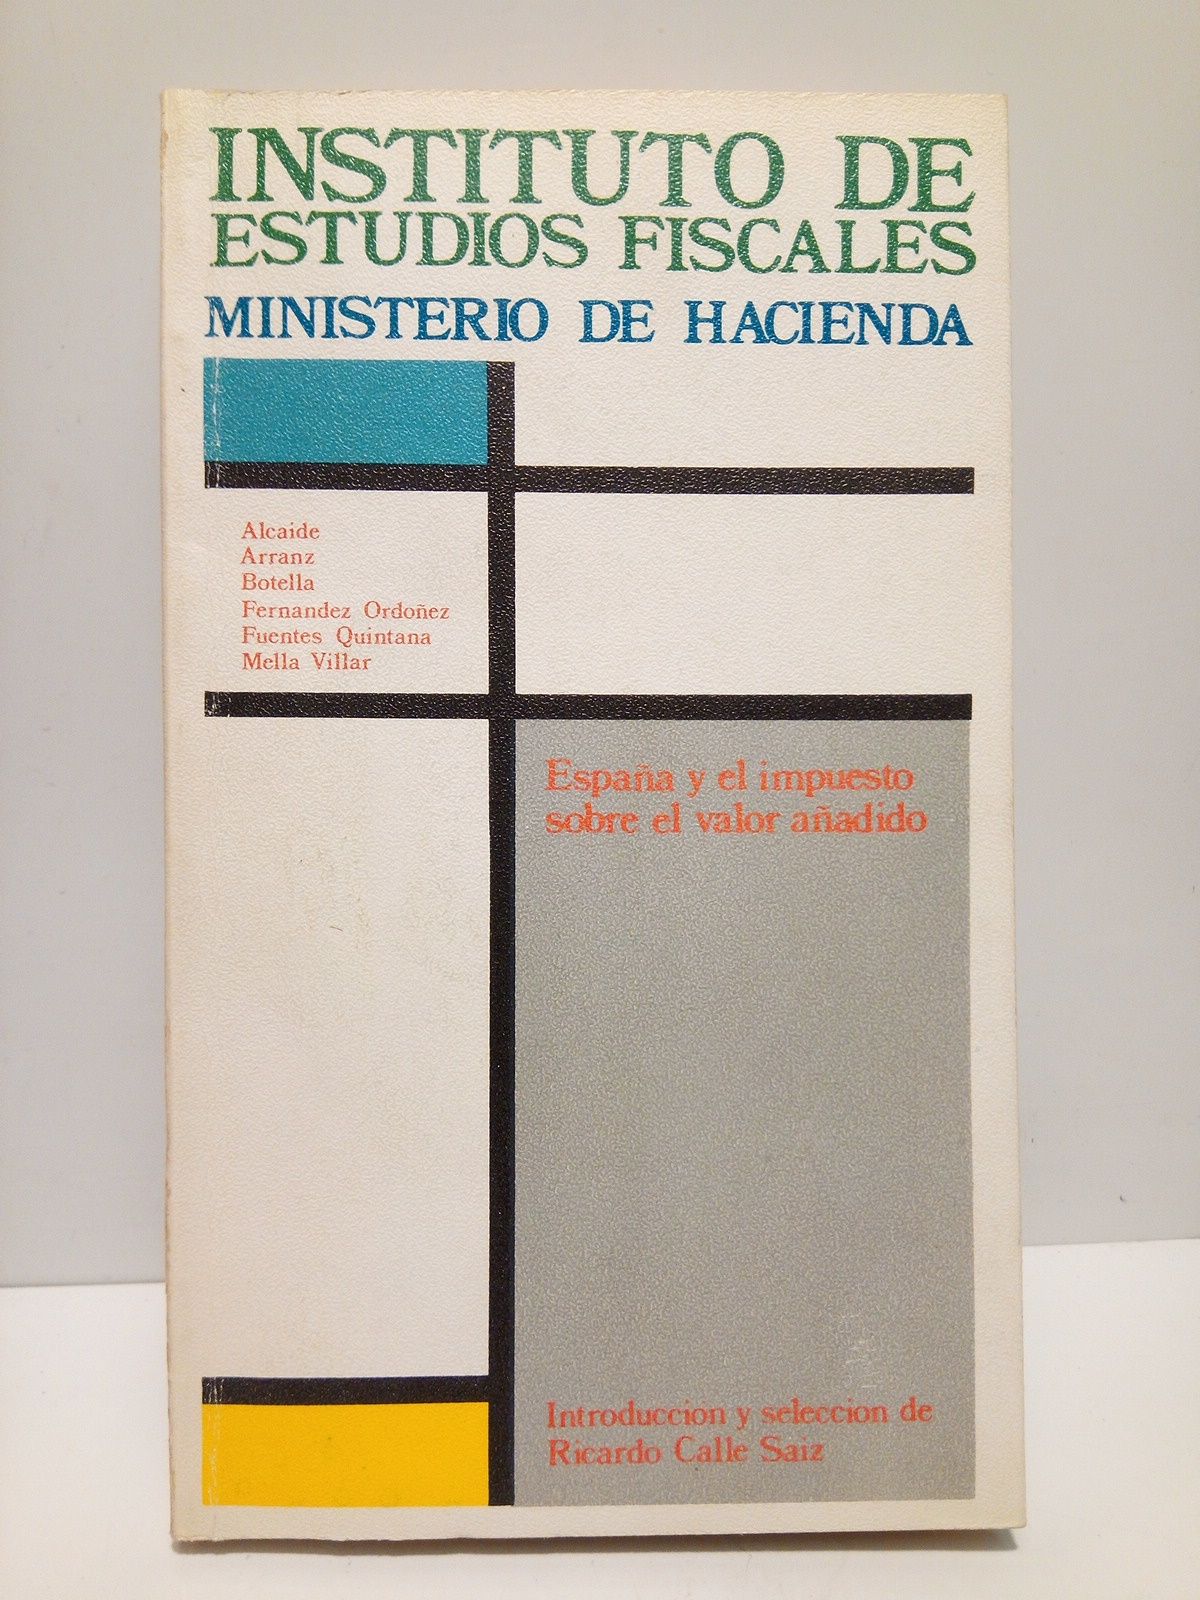 INSTITUTO DE
ESTUDIOS FISCALES
MINISTERIO DE HACIENDA
Alcaide
Arranz
Botella
Fernandez Ordoñez
Fuentes Quintana
Mella Villar
España y el impuesto
sobre el valor añadido
Introduccion y seleccion de
Ricardo Calle Saiz